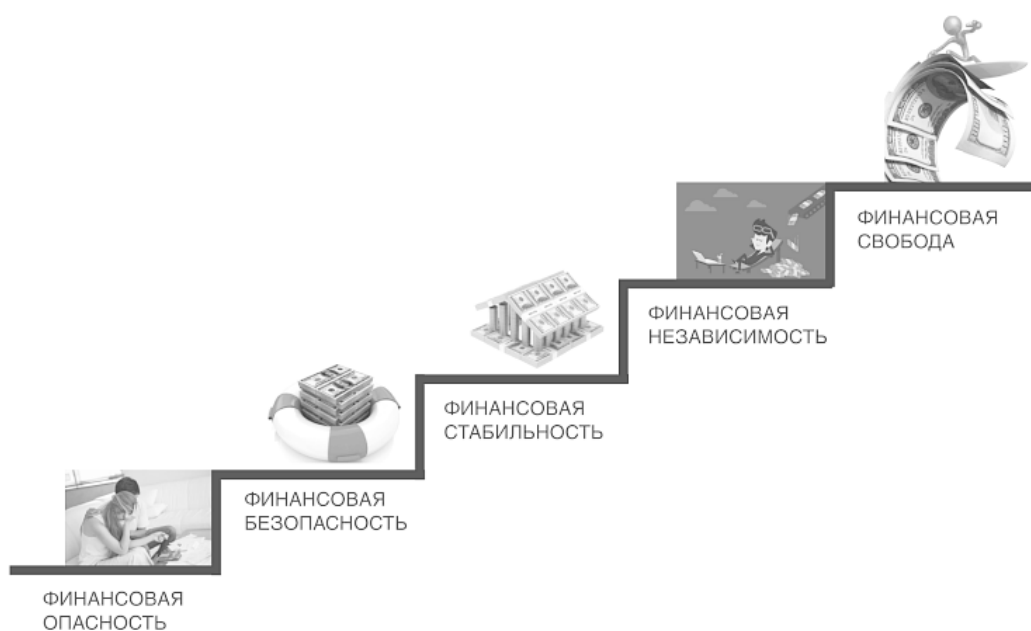 ФИНАНСОВАЯ
СВОБОДА
ФИНАНСОВАЯ
НЕЗАВИСИМОСТЬ
ФИНАНСОВАЯ
СТАБИЛЬНОСТЬ
ФИНАНСОВАЯ
БЕЗОПАСНОСТЬ
ФИНАНСОВАЯ
ОПАСНОСТЬ